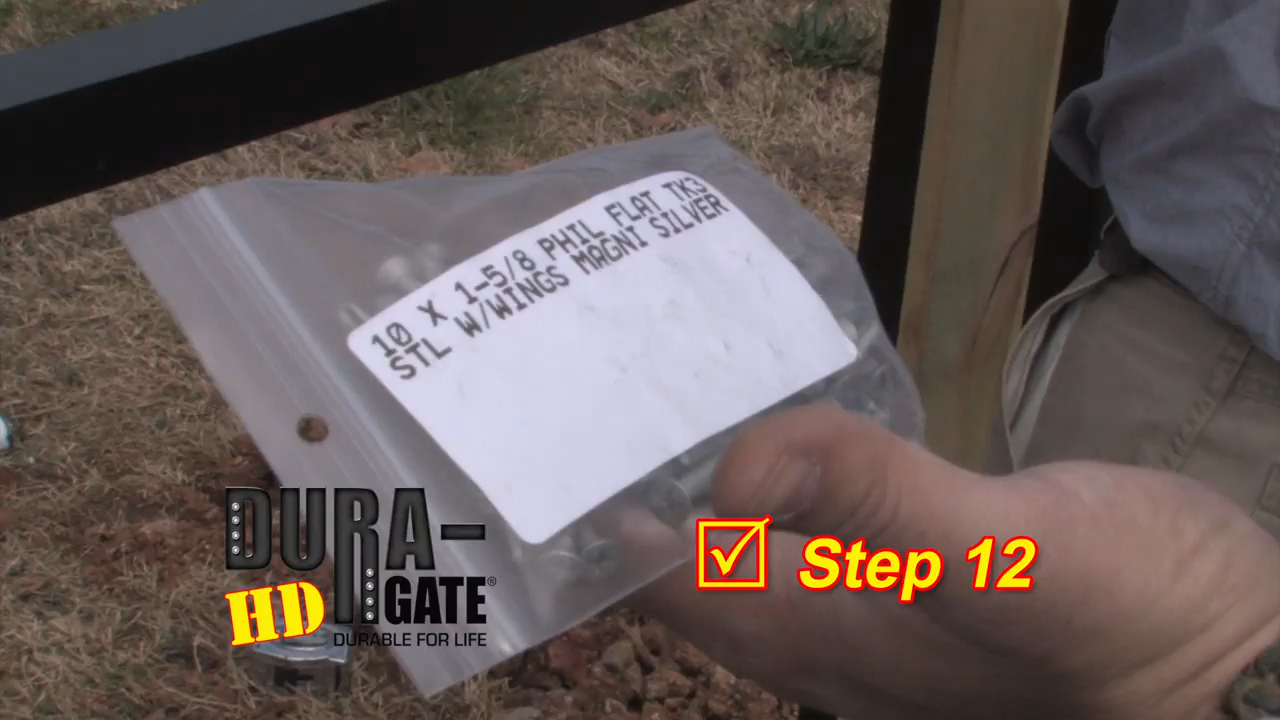 10 X 1-5/8 PHIL FLAT TK3
STL W/WINGS MAGNI SILVER
DURA-
HD GATE®
DURABLE FOR LIFE
Step 12